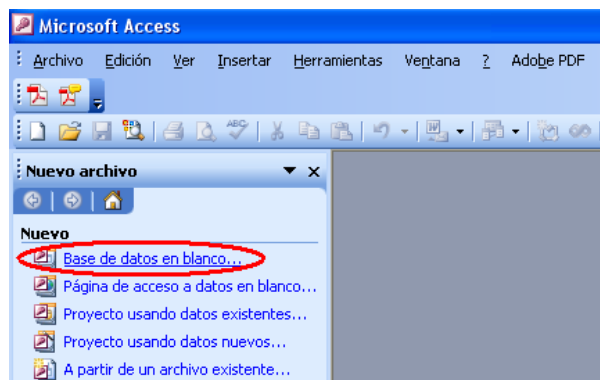 Microsoft Access
Archivo Edición Ver Insertar Herramientas Ventana ? Adobe PDF
ABC
W
Nuevo archivo
Nuevo
Base de datos en blanco...
Página de acceso a datos en blanco...
Proyecto usando datos existentes...
Proyecto usando datos nuevos...
A partir de un archivo existente...